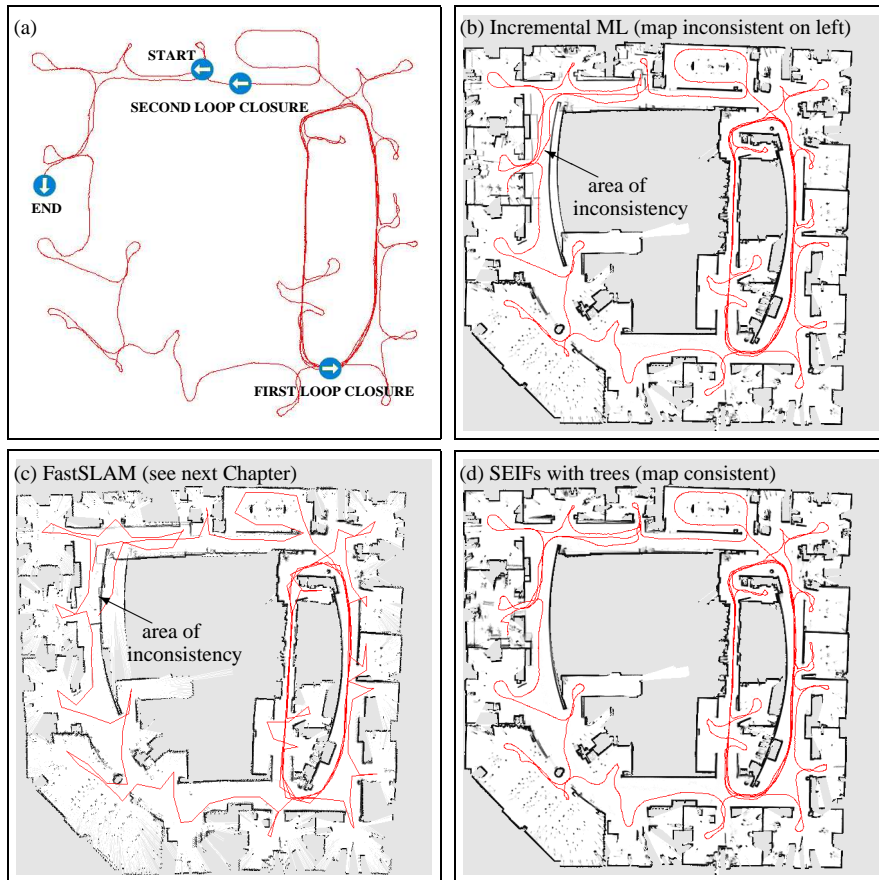 (a)
START
SECOND LOOP CLOSURE
END
FIRST LOOP CLOSURE
(b) Incremental ML (map inconsistent on left)
area of
inconsistency
(c) FastSLAM (see next Chapter)
area of
inconsistency
(d) SEIFs with trees (map consistent)